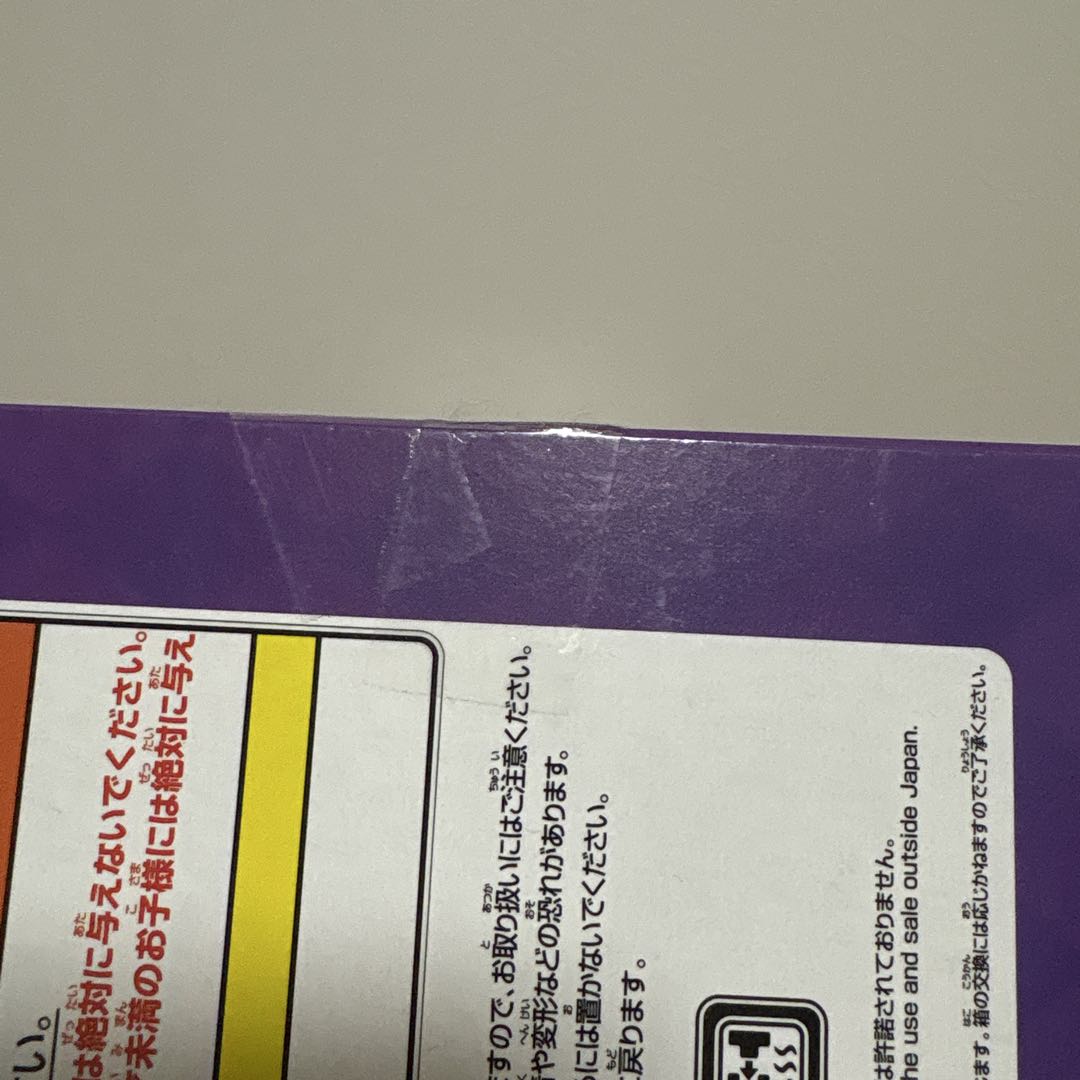 さい。
は絶対に与えないでください。
未満のお子様には絶対に与え
ますので、お取り扱いにはご注意ください。
や変形などの恐れがあります。
には置かないでください。
に戻ります。
は許諾されておりません。
he use and sale outside Japan.
ます。箱の交換には応じかねますのでご了承ください。